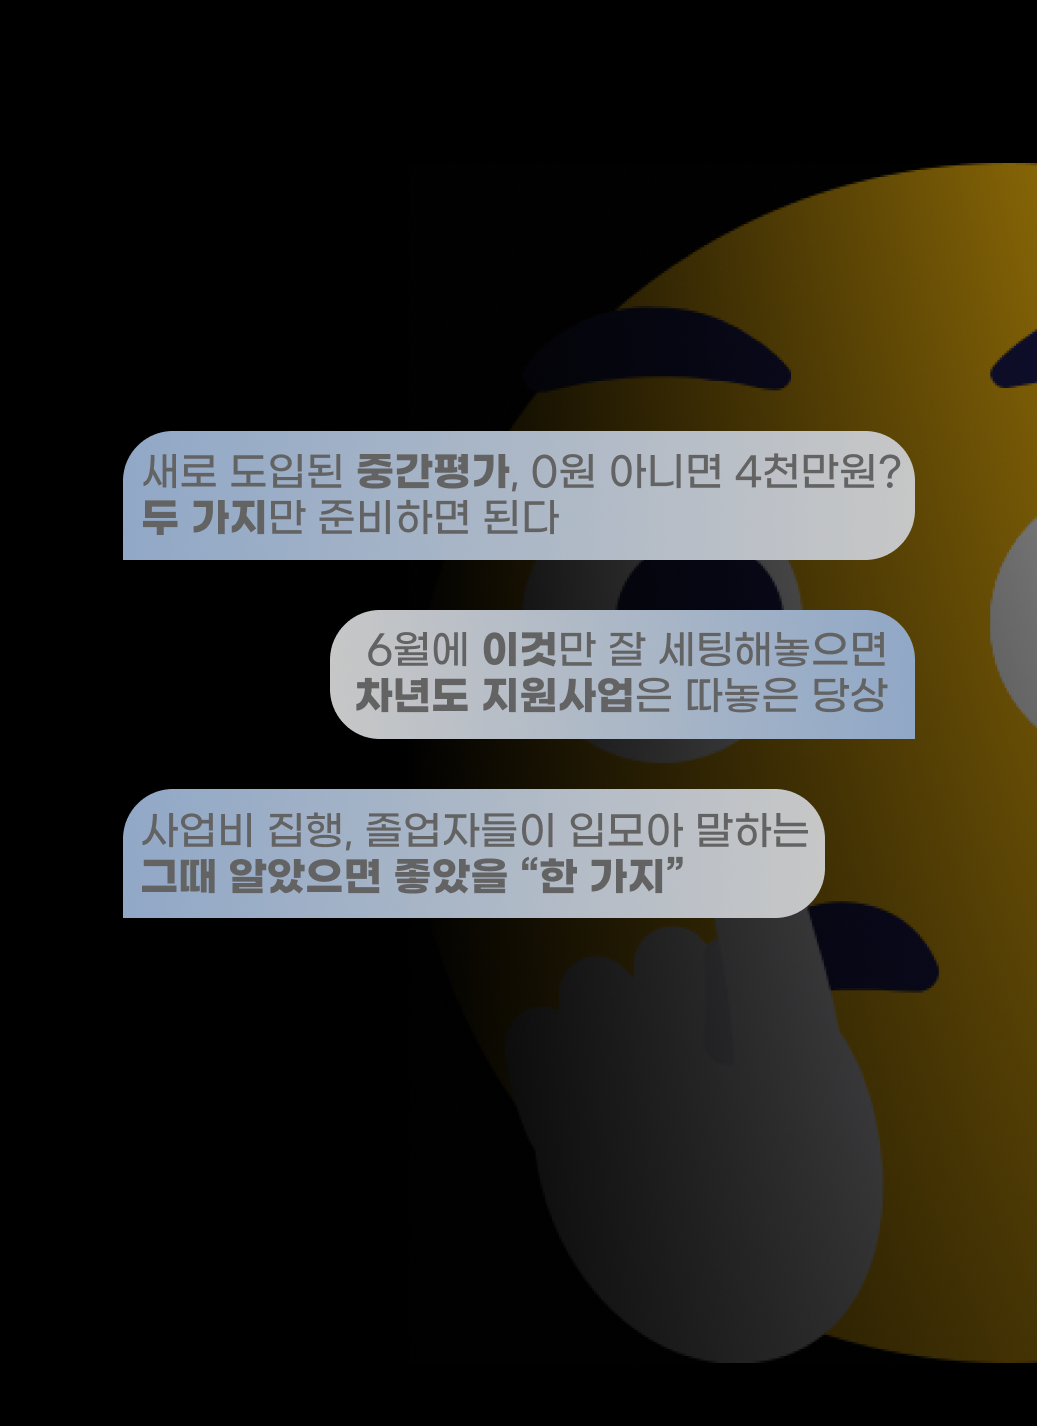 새로 도입된 중간평가, 0원 아니면 4천만원?
두 가지만 준비하면 된다
6월에 이것만 잘 세팅해놓으면
차년도 지원사업은 따놓은 당상
사업비 집행, 졸업자들이 입모아 말하는
그때 알았으면 좋았을 “한 가지”